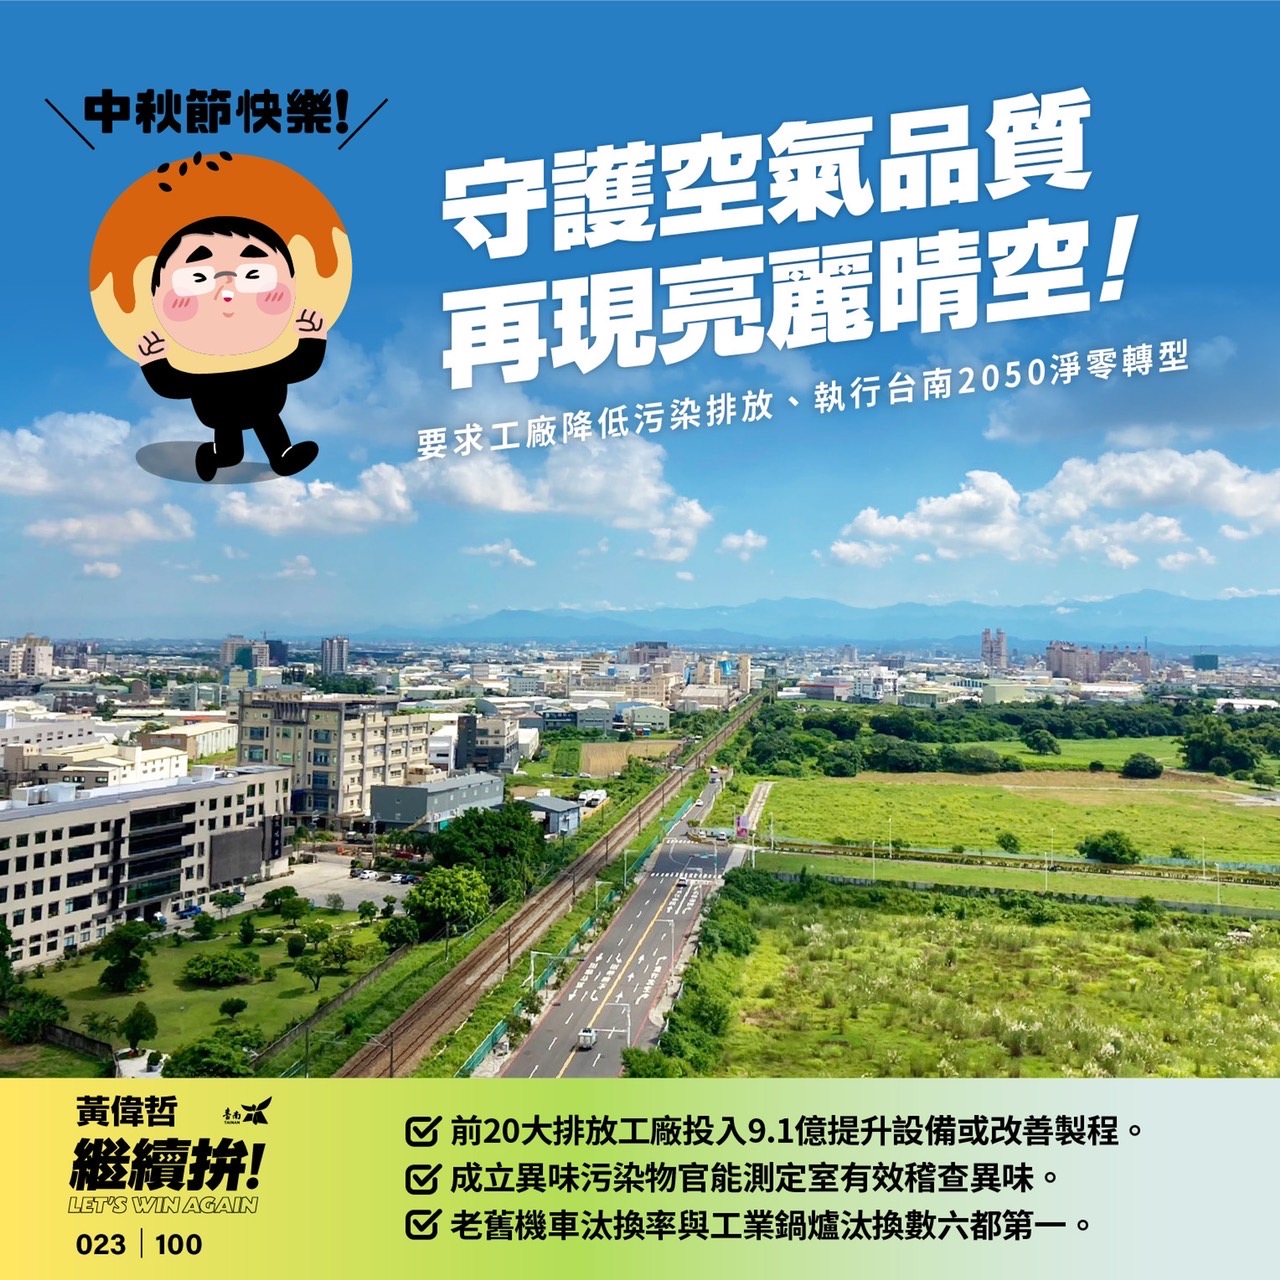 中秋節快樂!
守護空氣品質
再現亮麗晴空!
要求工廠降低污染排放、執行台南2050淨零轉型
黃偉哲
臺南
TAINAN
繼續拚!
LET'S WIN AGAIN
023 | 100
前20大排放工廠投入9.1億提升設備或改善製程。
成立異味污染物官能測定室有效稽查異味。
老舊機車汰換率與工業鍋爐汰換數六都第一。